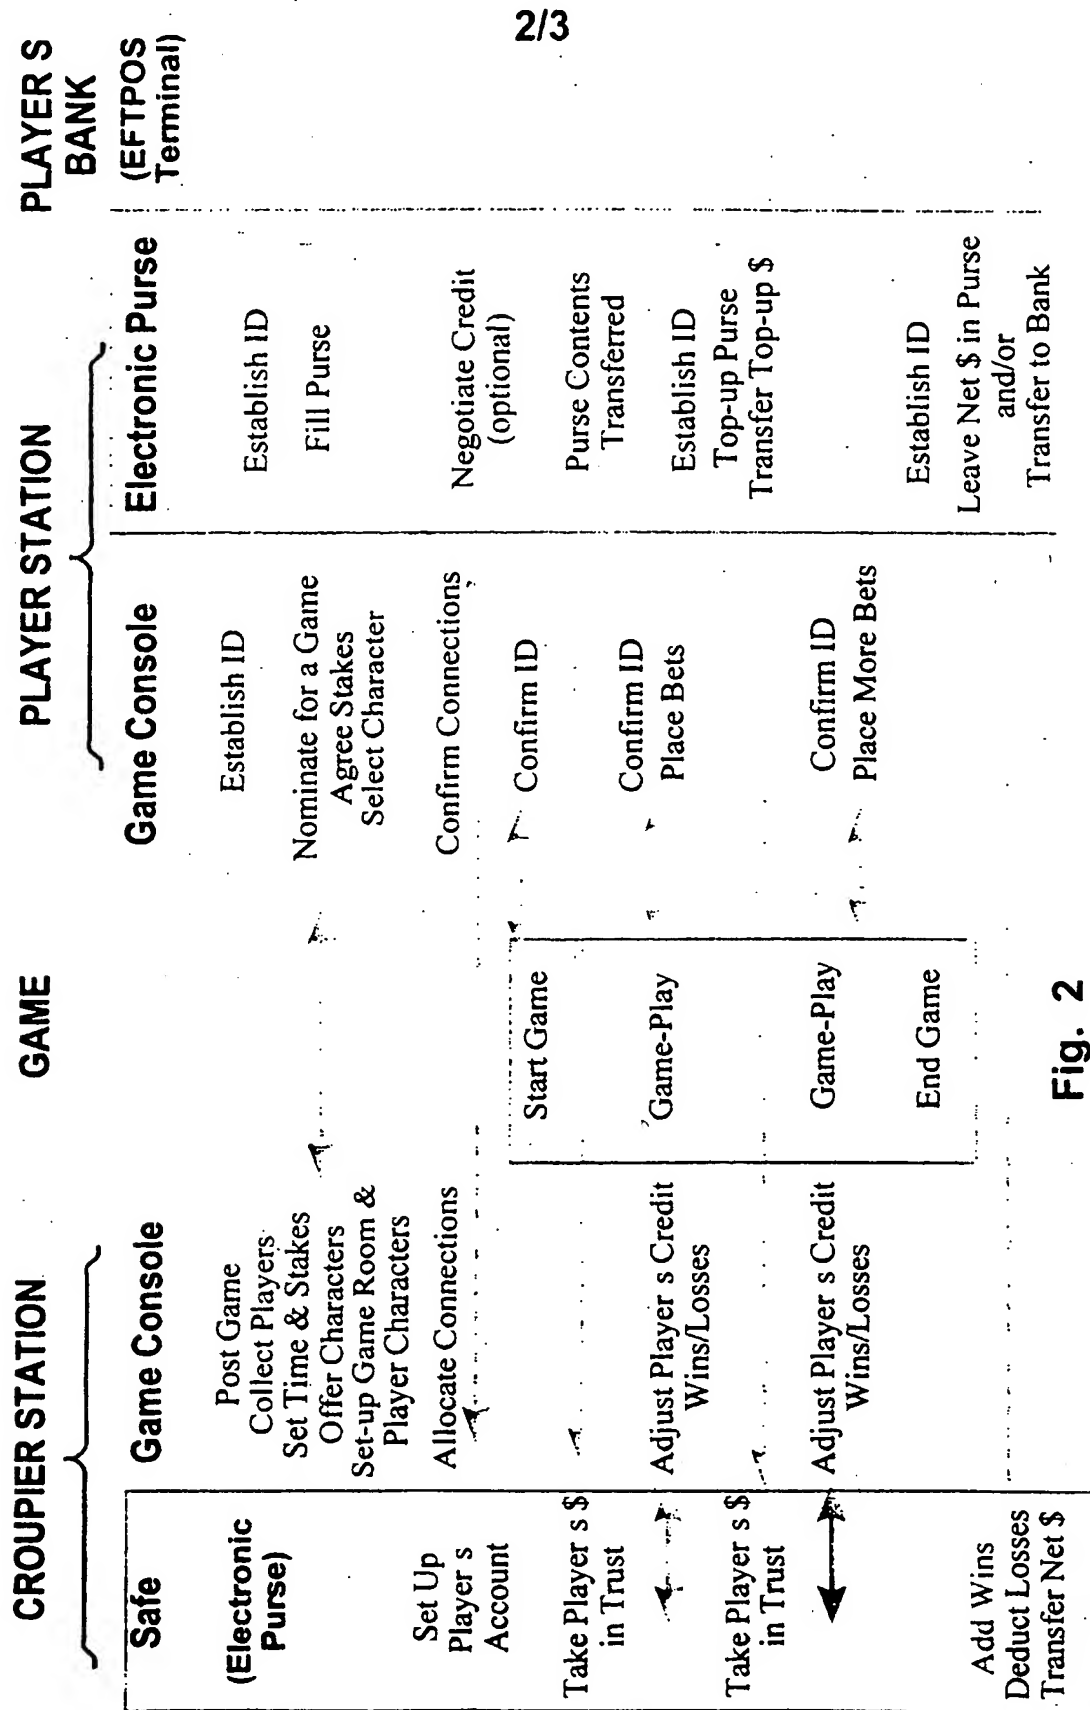 2/3
CROUPIER STATION
GAME
PLAYER STATION
PLAYER S
BANK
Safe
Game Console
Game Console
Electronic Purse
(EFTPOS
Terminal)
(Electronic
Purse)
Set Up
Player s
Account
Take Player s $
in Trust
Take Player s $
in Trust
Add Wins
Deduct Losses
Transfer Net $
Post Game
Collect Players
Set Time & Stakes
Offer Characters
Set-up Game Room &
Player Characters
Allocate Connections
Adjust Player s Credit
Wins/Losses
Adjust Player s Credit
Wins/Losses
Start Game
Game-Play
Game-Play
End Game
Establish ID
Nominate for a Game
Agree Stakes
Select Character
Confirm Connections
Confirm ID
Confirm ID
Place Bets
Confirm ID
Place More Bets
Establish ID
Fill Purse
Negotiate Credit
(optional)
Purse Contents
Transferred
Establish ID
Top-up Purse
Transfer Top-up $
Establish ID
Leave Net $ in Purse
and/or
Transfer to Bank
Fig. 2